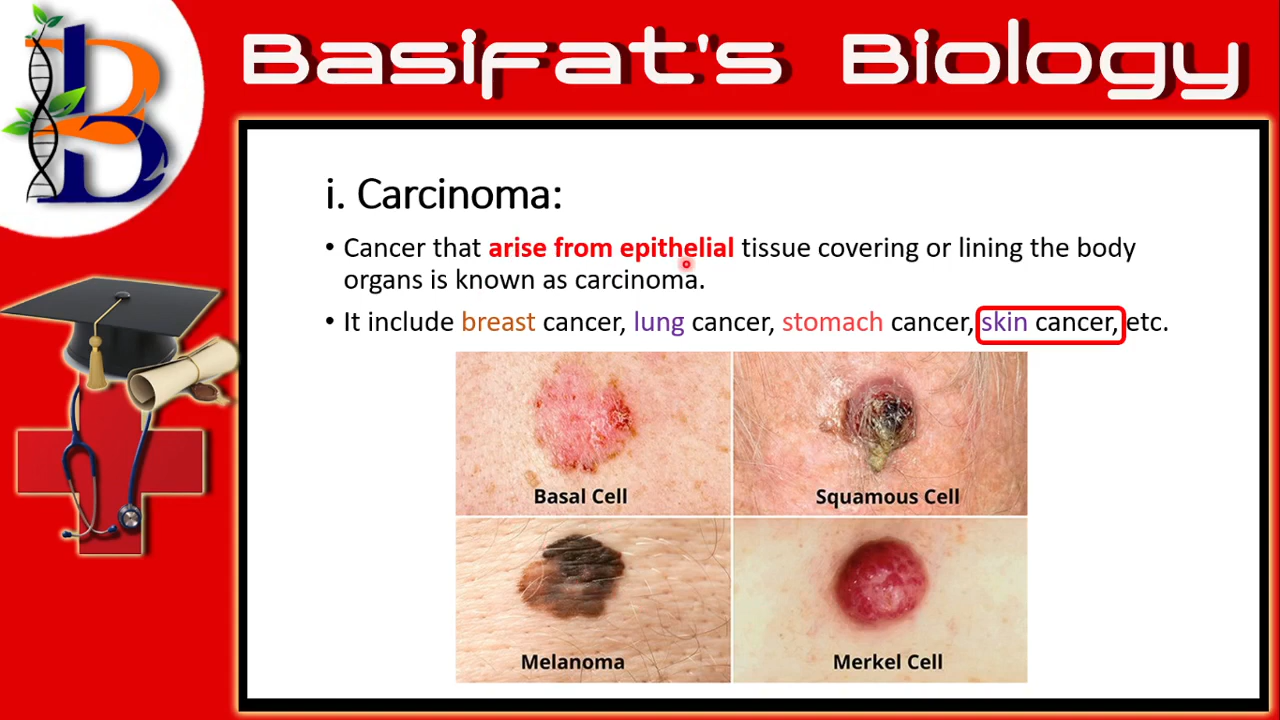 Basifat's Biology
i. Carcinoma:
• Cancer that arise from epithelial tissue covering or lining the body
organs is known as carcinoma.
• It include breast cancer, lung cancer, stomach cancer, skin cancer, etc.
Basal Cell
Squamous Cell
Melanoma
Merkel Cell